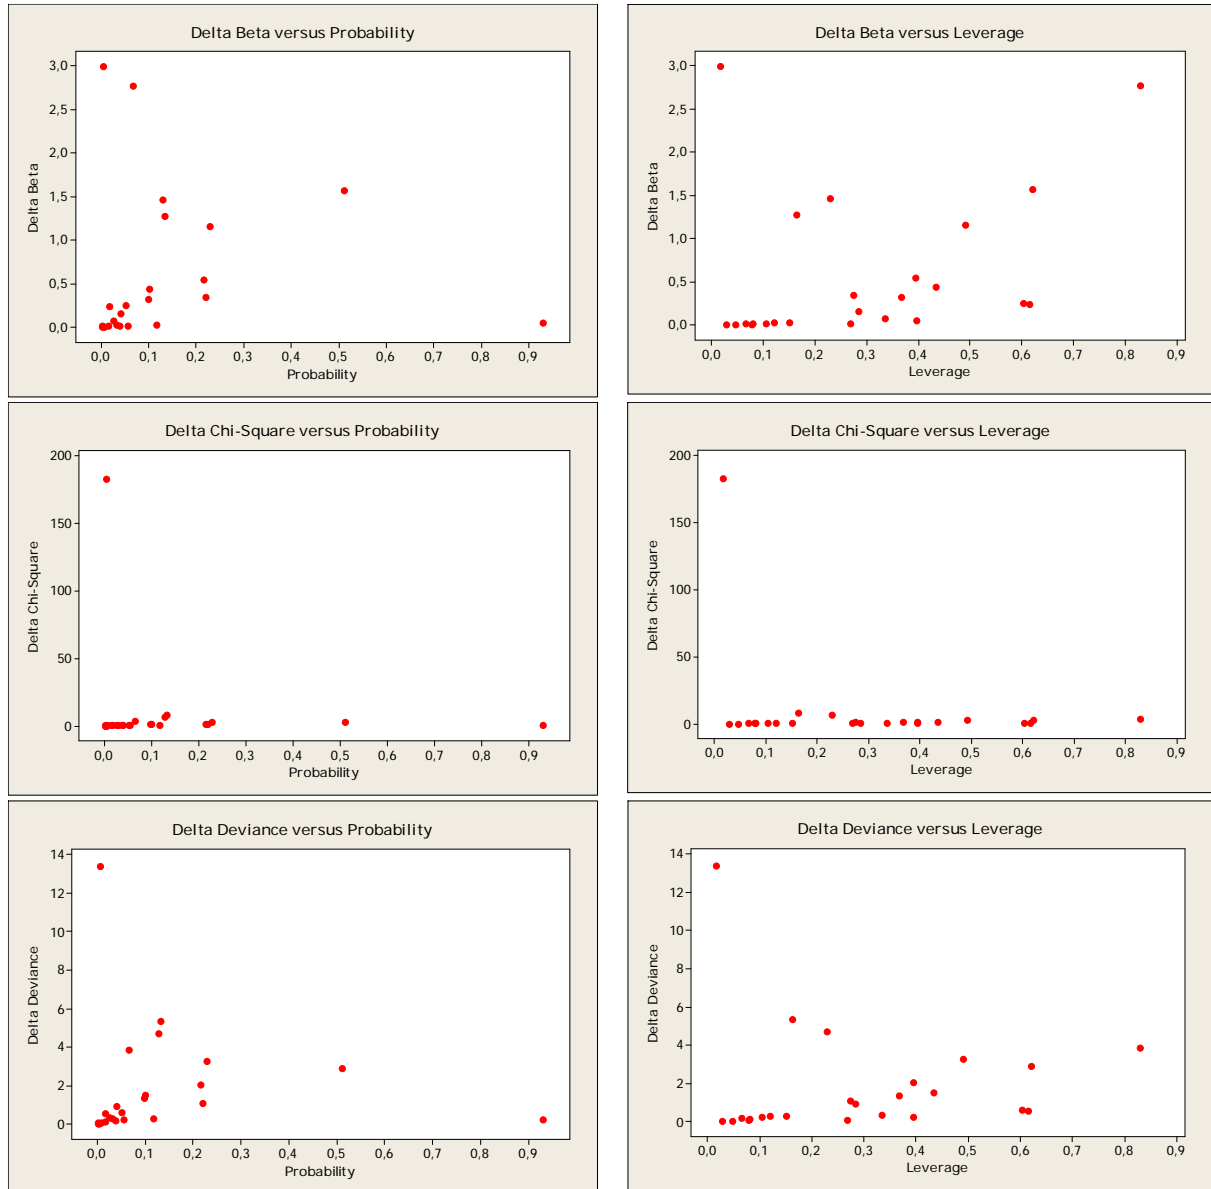 Delta Beta versus Probability
3,0
2,5
2,0
1,5
1,0
0,5
0,0
Delta Beta
0,0 0,1 0,2 0,3 0,4 0,5 0,6 0,7 0,8 0,9
Probability
Delta Beta versus Leverage
3,0
2,5
2,0
1,5
1,0
0,5
0,0
Delta Beta
0,0 0,1 0,2 0,3 0,4 0,5 0,6 0,7 0,8 0,9
Leverage
Delta Chi-Square versus Probability
200
150
100
50
0
Delta Chi-Square
0,0 0,1 0,2 0,3 0,4 0,5 0,6 0,7 0,8 0,9
Probability
Delta Chi-Square versus Leverage
200
150
100
50
0
Delta Chi-Square
0,0 0,1 0,2 0,3 0,4 0,5 0,6 0,7 0,8 0,9
Leverage
Delta Deviance versus Probability
14
12
10
8
6
4
2
0
Delta Deviance
0,0 0,1 0,2 0,3 0,4 0,5 0,6 0,7 0,8 0,9
Probability
Delta Deviance versus Leverage
14
12
10
8
6
4
2
0
Delta Deviance
0,0 0,1 0,2 0,3 0,4 0,5 0,6 0,7 0,8 0,9
Leverage